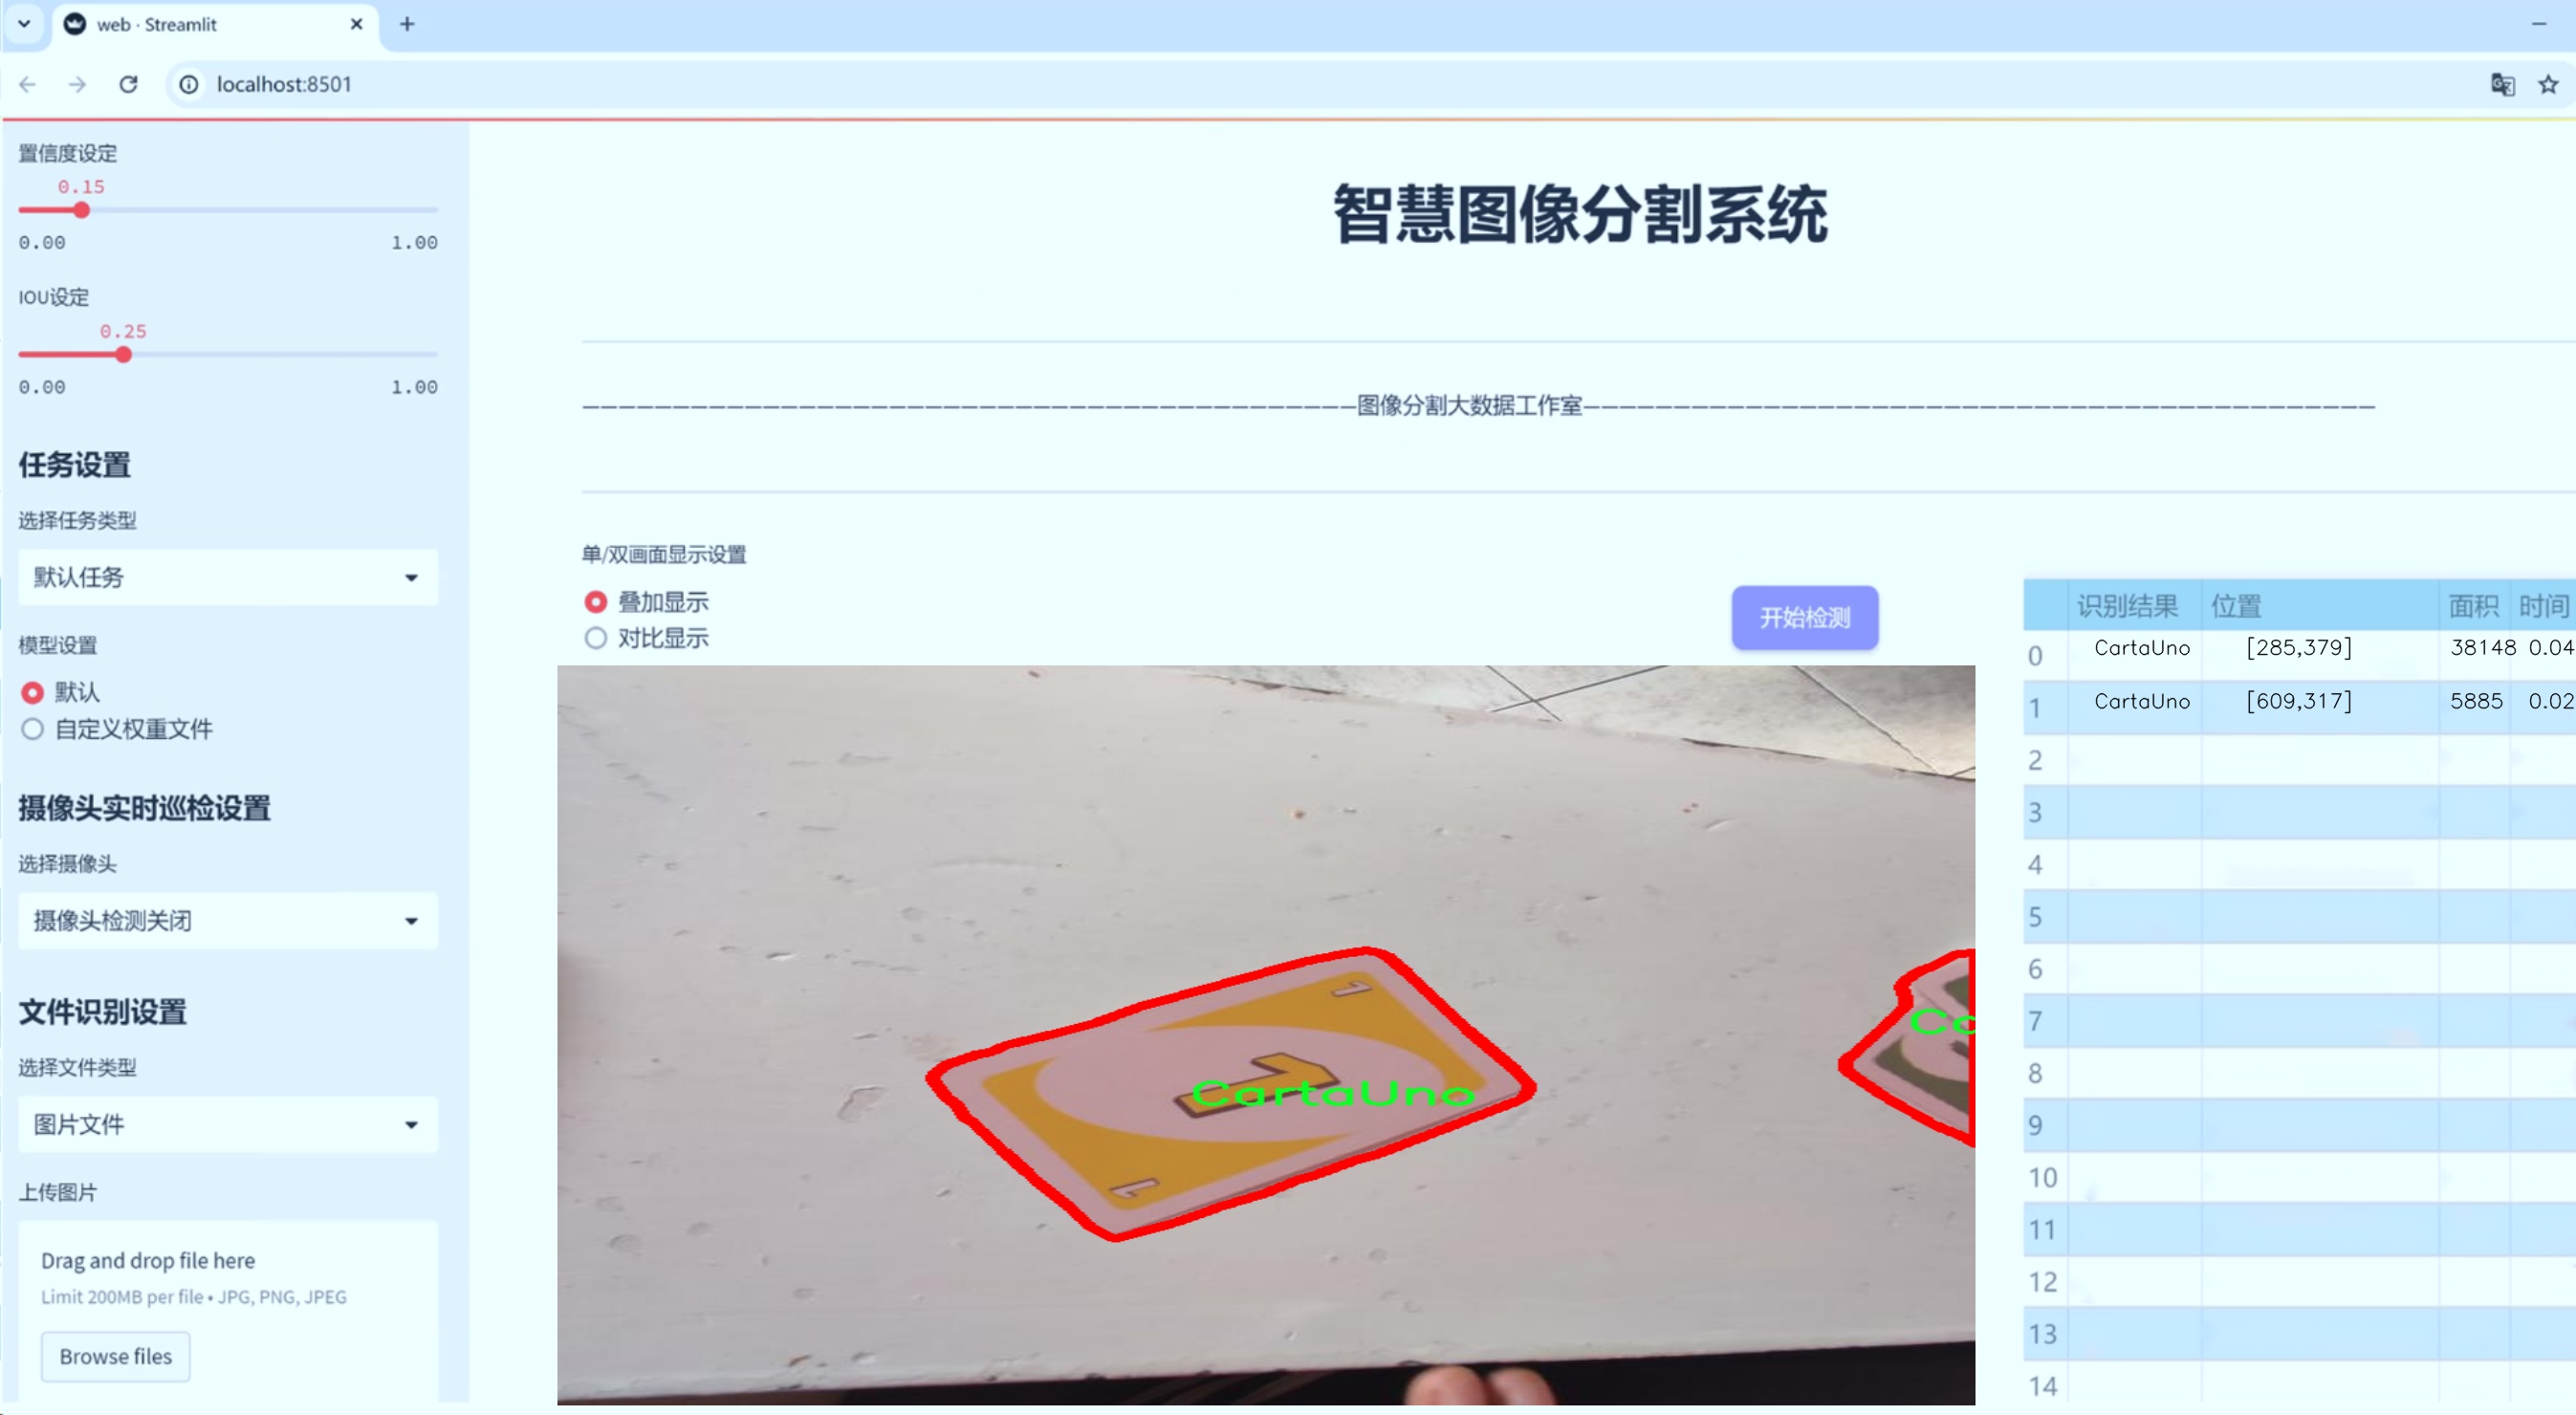 web · Streamlit
localhost:8501
置信度设定
0.15
0.00 1.00
IOU设定
0.25
0.00 1.00
任务设置
选择任务类型
默认任务
模型设置
默认
自定义权重文件
摄像头实时巡检设置
选择摄像头
摄像头检测关闭
文件识别设置
选择文件类型
图片文件
上传图片
Drag and drop file here
Limit 200MB per file • JPG, PNG, JPEG
Browse files
智慧图像分割系统
图像分割大数据工作室
单/双画面显示设置
叠加显示
对比显示
开始检测
1
1
CartaUno
1
Ca
识别结果 位置 面积 时间
0 CartaUno [285,379] 38148 0.04
1 CartaUno [609,317] 5885 0.02
2
3
4
5
6
7
8
9
10
11
12
13
14